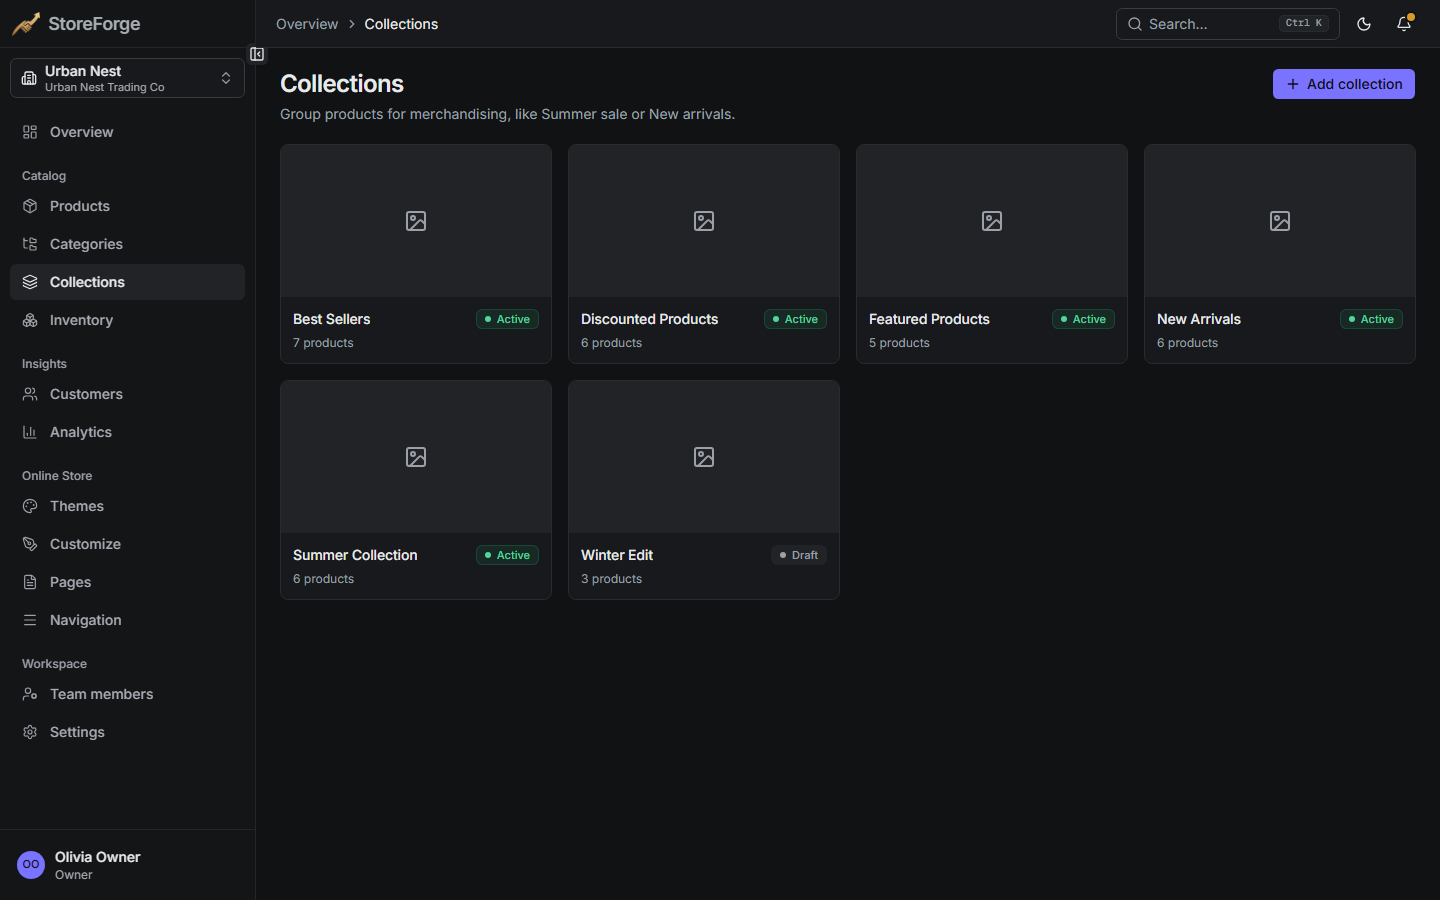 StoreForge
Overview > Collections
Search...
Ctrl K
Urban Nest
Urban Nest Trading Co
Overview
Catalog
Products
Categories
Collections
Inventory
Insights
Customers
Analytics
Online Store
Themes
Customize
Pages
Navigation
Workspace
Team members
Settings
OO
Olivia Owner
Owner
Collections
Group products for merchandising, like Summer sale or New arrivals.
+ Add collection
Best Sellers
Active
7 products
Discounted Products
Active
6 products
Featured Products
Active
5 products
New Arrivals
Active
6 products
Summer Collection
Active
6 products
Winter Edit
Draft
3 products